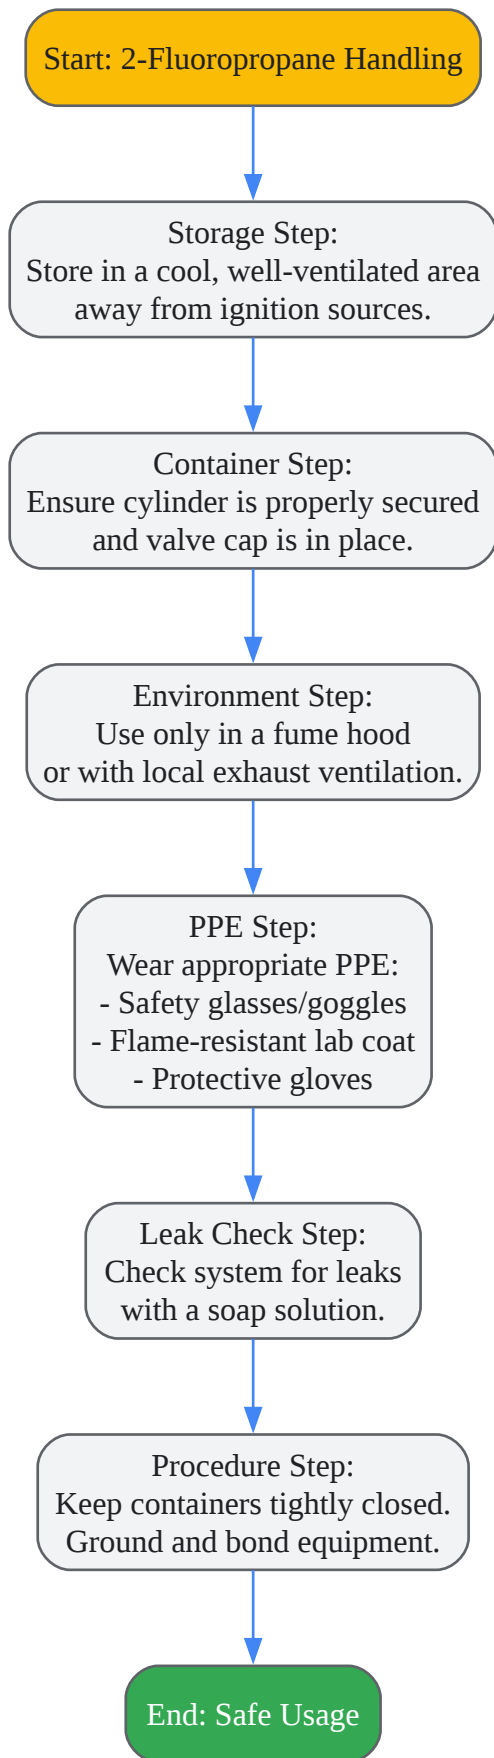 Start: 2-Fluoropropane Handling
Storage Step:
Store in a cool, well-ventilated area
away from ignition sources.
Container Step:
Ensure cylinder is properly secured
and valve cap is in place.
Environment Step:
Use only in a fume hood
or with local exhaust ventilation.
PPE Step:
Wear appropriate PPE:
- Safety glasses/goggles
- Flame-resistant lab coat
- Protective gloves
Leak Check Step:
Check system for leaks
with a soap solution.
Procedure Step:
Keep containers tightly closed.
Ground and bond equipment.
End: Safe Usage